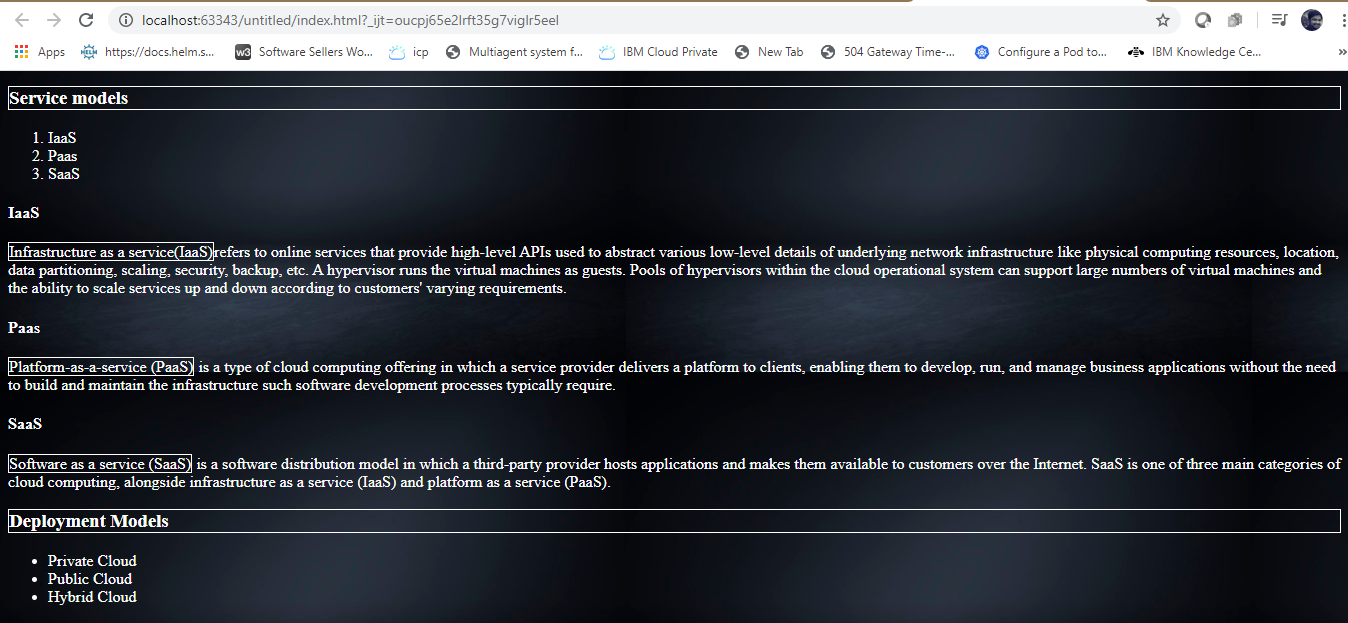 localhost:63343/untitled/index.html?_ijt=oucpj65e2lrft35g7viglr5eel
Apps https://docs.helm.s... w3 Software Sellers Wo... icp Multiagent system f... IBM Cloud Private New Tab 504 Gateway Time-... Configure a Pod to... IBM Knowledge Ce... »
Service models
1. IaaS
2. Paas
3. SaaS
IaaS
Infrastructure as a service(IaaS)refers to online services that provide high-level APIs used to abstract various low-level details of underlying network infrastructure like physical computing resources, location,
data partitioning, scaling, security, backup, etc. A hypervisor runs the virtual machines as guests. Pools of hypervisors within the cloud operational system can support large numbers of virtual machines and
the ability to scale services up and down according to customers' varying requirements.
Paas
Platform-as-a-service (PaaS) is a type of cloud computing offering in which a service provider delivers a platform to clients, enabling them to develop, run, and manage business applications without the need
to build and maintain the infrastructure such software development processes typically require.
SaaS
Software as a service (SaaS) is a software distribution model in which a third-party provider hosts applications and makes them available to customers over the Internet. SaaS is one of three main categories of
cloud computing, alongside infrastructure as a service (IaaS) and platform as a service (PaaS).
Deployment Models
• Private Cloud
• Public Cloud
• Hybrid Cloud